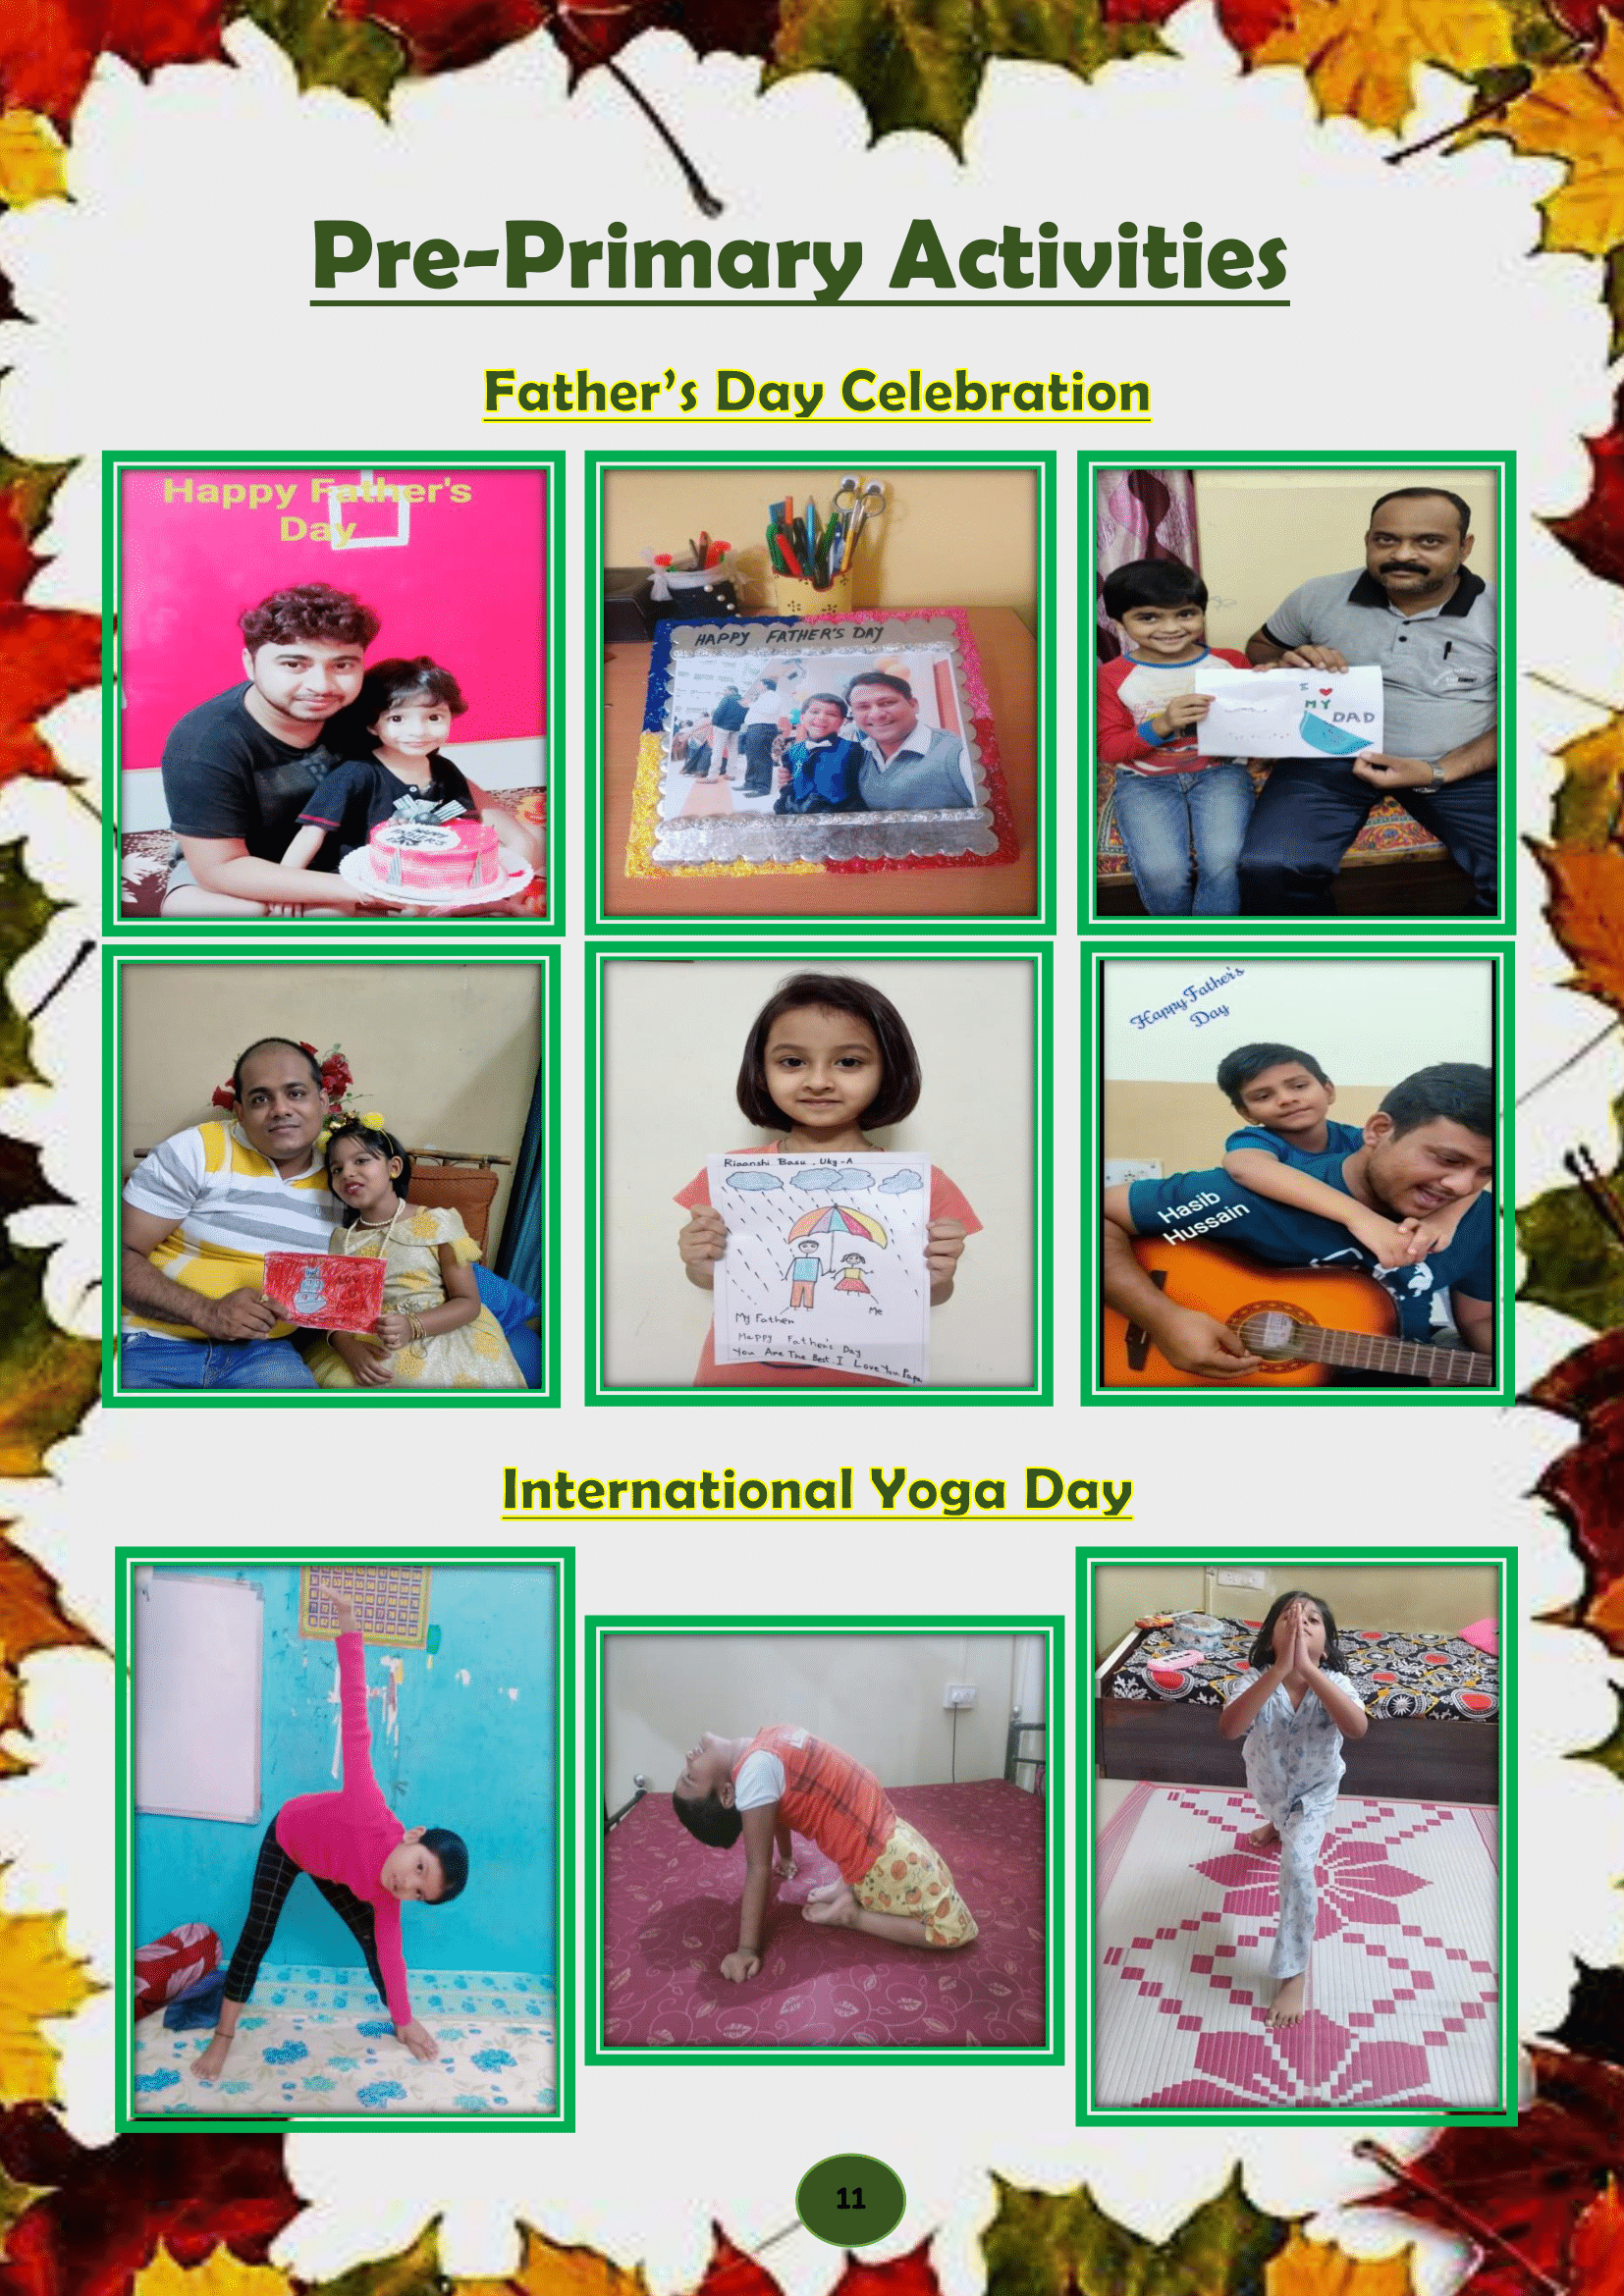 Pre-Primary Activities
Father’s Day Celebration
Happy Father's
Day
HAPPY FATHER'S DAY
I ♥
MY
DAD
Happy Father's
Day
Hasib
Hussain
Riaanshi Basu, Ukg-A
My Father
Me
Happy Father's Day
You Are The Best. I Love You Papa
International Yoga Day
11